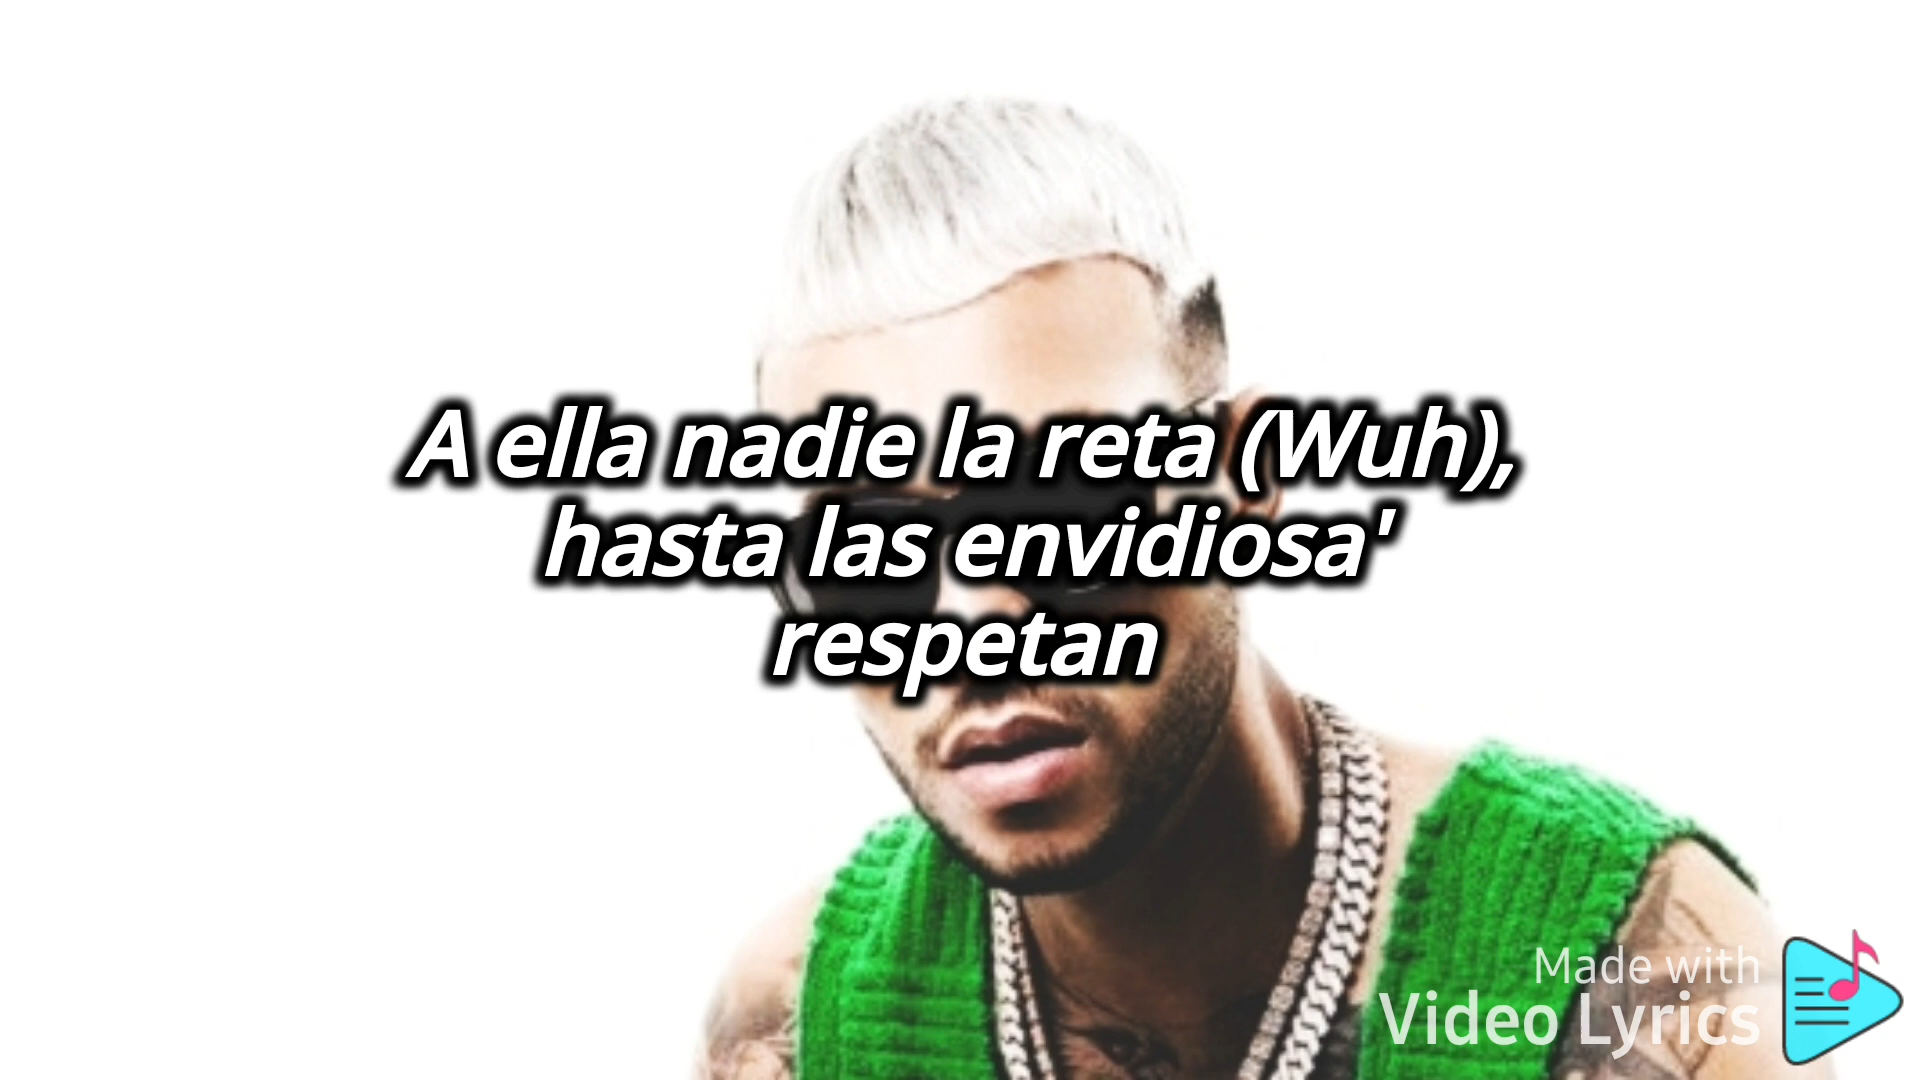 A ella nadie la reta (Wuh),
hasta las envidiosa'
respetan
Made with
Video Lyrics